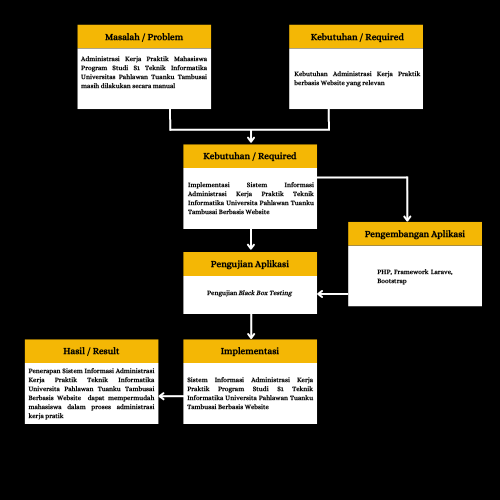 Masalah / Problem
Administrasi Kerja Praktik Mahasiswa
Program Studi S1 Teknik Informatika
Universitas Pahlawan Tuanku Tambusai
masih dilakukan secara manual
Kebutuhan / Required
Kebutuhan Administrasi Kerja Praktik
berbasis Website yang relevan
Kebutuhan / Required
Implementasi Sistem Informasi
Administrasi Kerja Praktik Teknik
Informatika Universita Pahlawan Tuanku
Tambusai Berbasis Website
Pengembangan Aplikasi
PHP, Framework Larave,
Bootstrap
Pengujian Aplikasi
Pengujian Black Box Testing
Implementasi
Sistem Informasi Administrasi Kerja
Praktik Program Studi S1 Teknik
Informatika Universita Pahlawan Tuanku
Tambusai Berbasis Website
Hasil / Result
Penerapan Sistem Informasi Administrasi
Kerja Praktik Teknik Informatika
Universita Pahlawan Tuanku Tambusai
Berbasis Website dapat mempermudah
mahasiswa dalam proses administrasi
kerja pratik